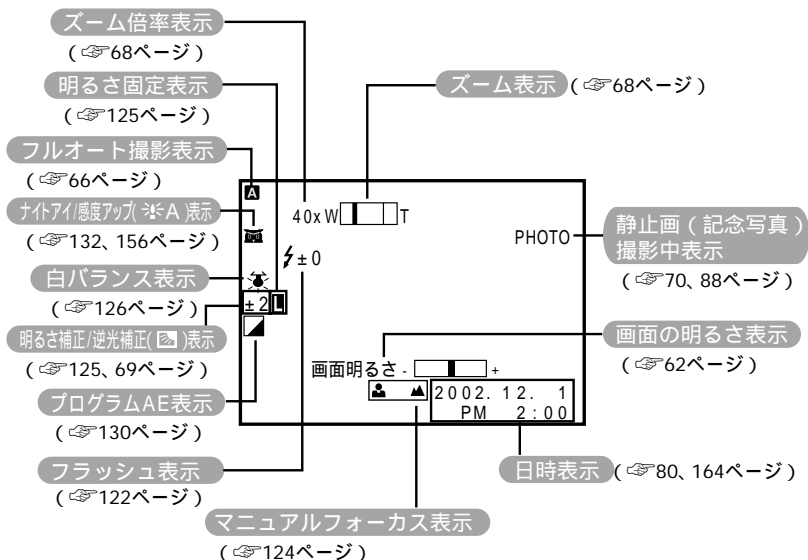 ズーム倍率表示
(☞68ページ)
明るさ固定表示
(☞125ページ)
フルオート撮影表示
(☞66ページ)
ナイトアイ/感度アップ( A )表示
(☞132、156ページ)
白バランス表示
(☞126ページ)
明るさ補正/逆光補正( )表示
(☞125、69ページ)
プログラムAE表示
(☞130ページ)
フラッシュ表示
(☞122ページ)
マニュアルフォーカス表示
(☞124ページ)
ズーム表示 (☞68ページ)
静止画(記念写真)
撮影中表示
(☞70、88ページ)
画面の明るさ表示
(☞62ページ)
日時表示 (☞80、164ページ)
A
40x W T
PHOTO
±0
±2 L
画面明るさ - +
2002. 12. 1
PM 2:00